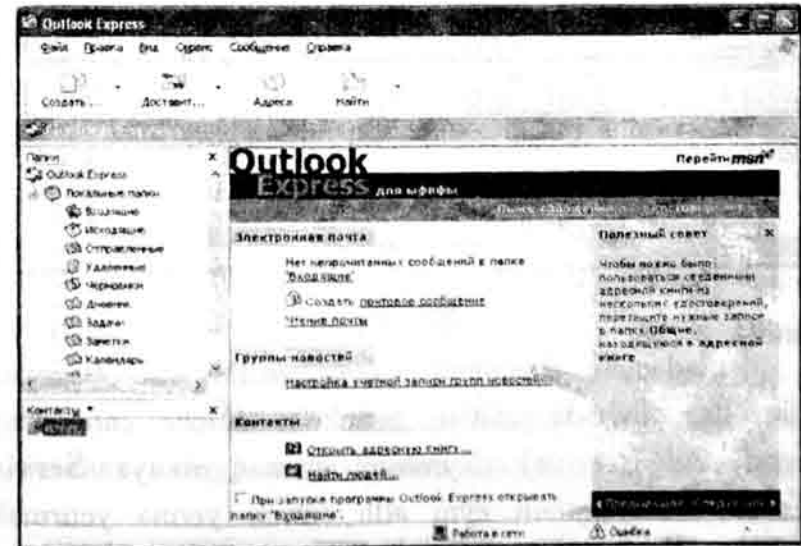 Outlook Express
Файл Правка Вид Сервис Сообщение Справка
Создать ... Доставит... Адреса Найти
Папки
Outlook Express
Локальные папки
Входящие
Исходящие
Отправленные
Удаленные
Черновики
Дневник
Задачи
Заметки
Календарь
Контакты
Outlook
Express для ыфвфы
Перейти msn
Электронная почта
Нет непрочитанных сообщений в папке
"Входящие"
Создать почтовое сообщение
Чтение почты
Группы новостей
Настройка учетной записи групп новостей...
Контакты
Открыть адресную книгу...
Найти людей...
При запуске программы Outlook Express открывать
папку "Входящие".
Полезный совет
Чтобы можно было
пользоваться сведениями
адресной книги из
нескольких удостоверений,
перетащите нужные записи
в папку Общие,
находящуюся в адресной
книге
Работа в сети
Ошибка